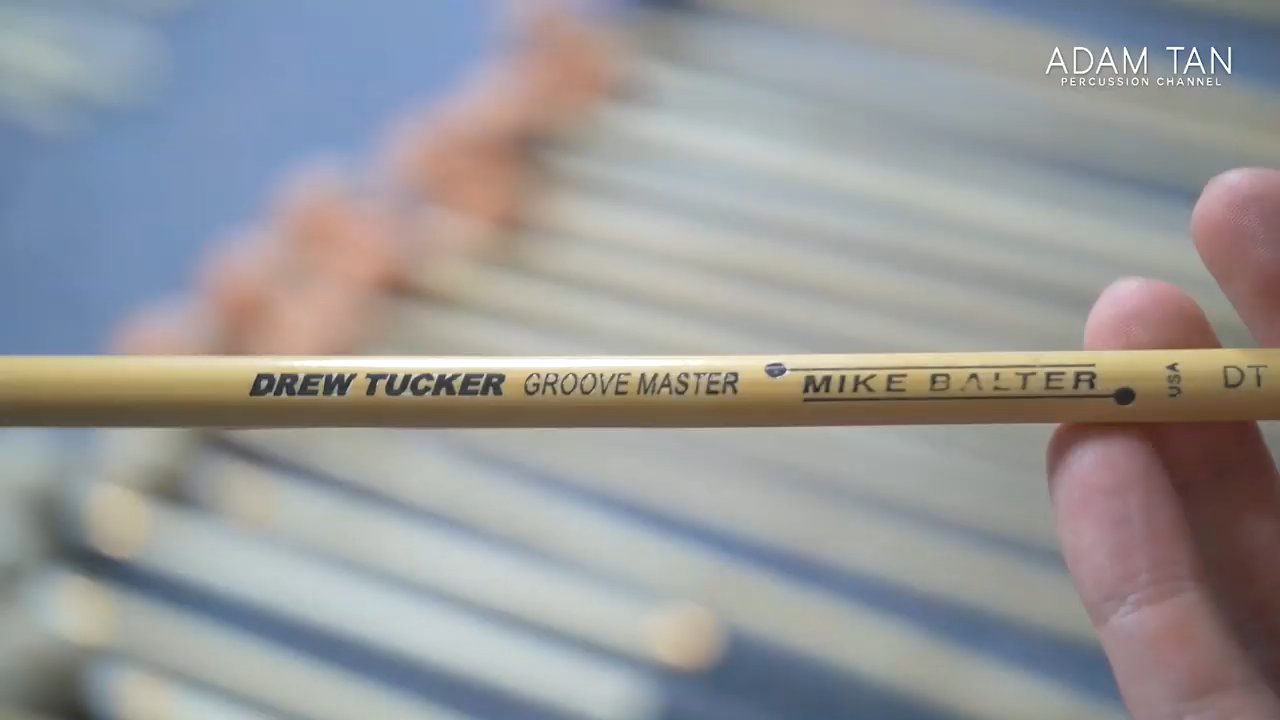 ADAM TAN
PERCUSSION CHANNEL
DREW TUCKER GROOVE MASTER MIKE BALTER USA DT